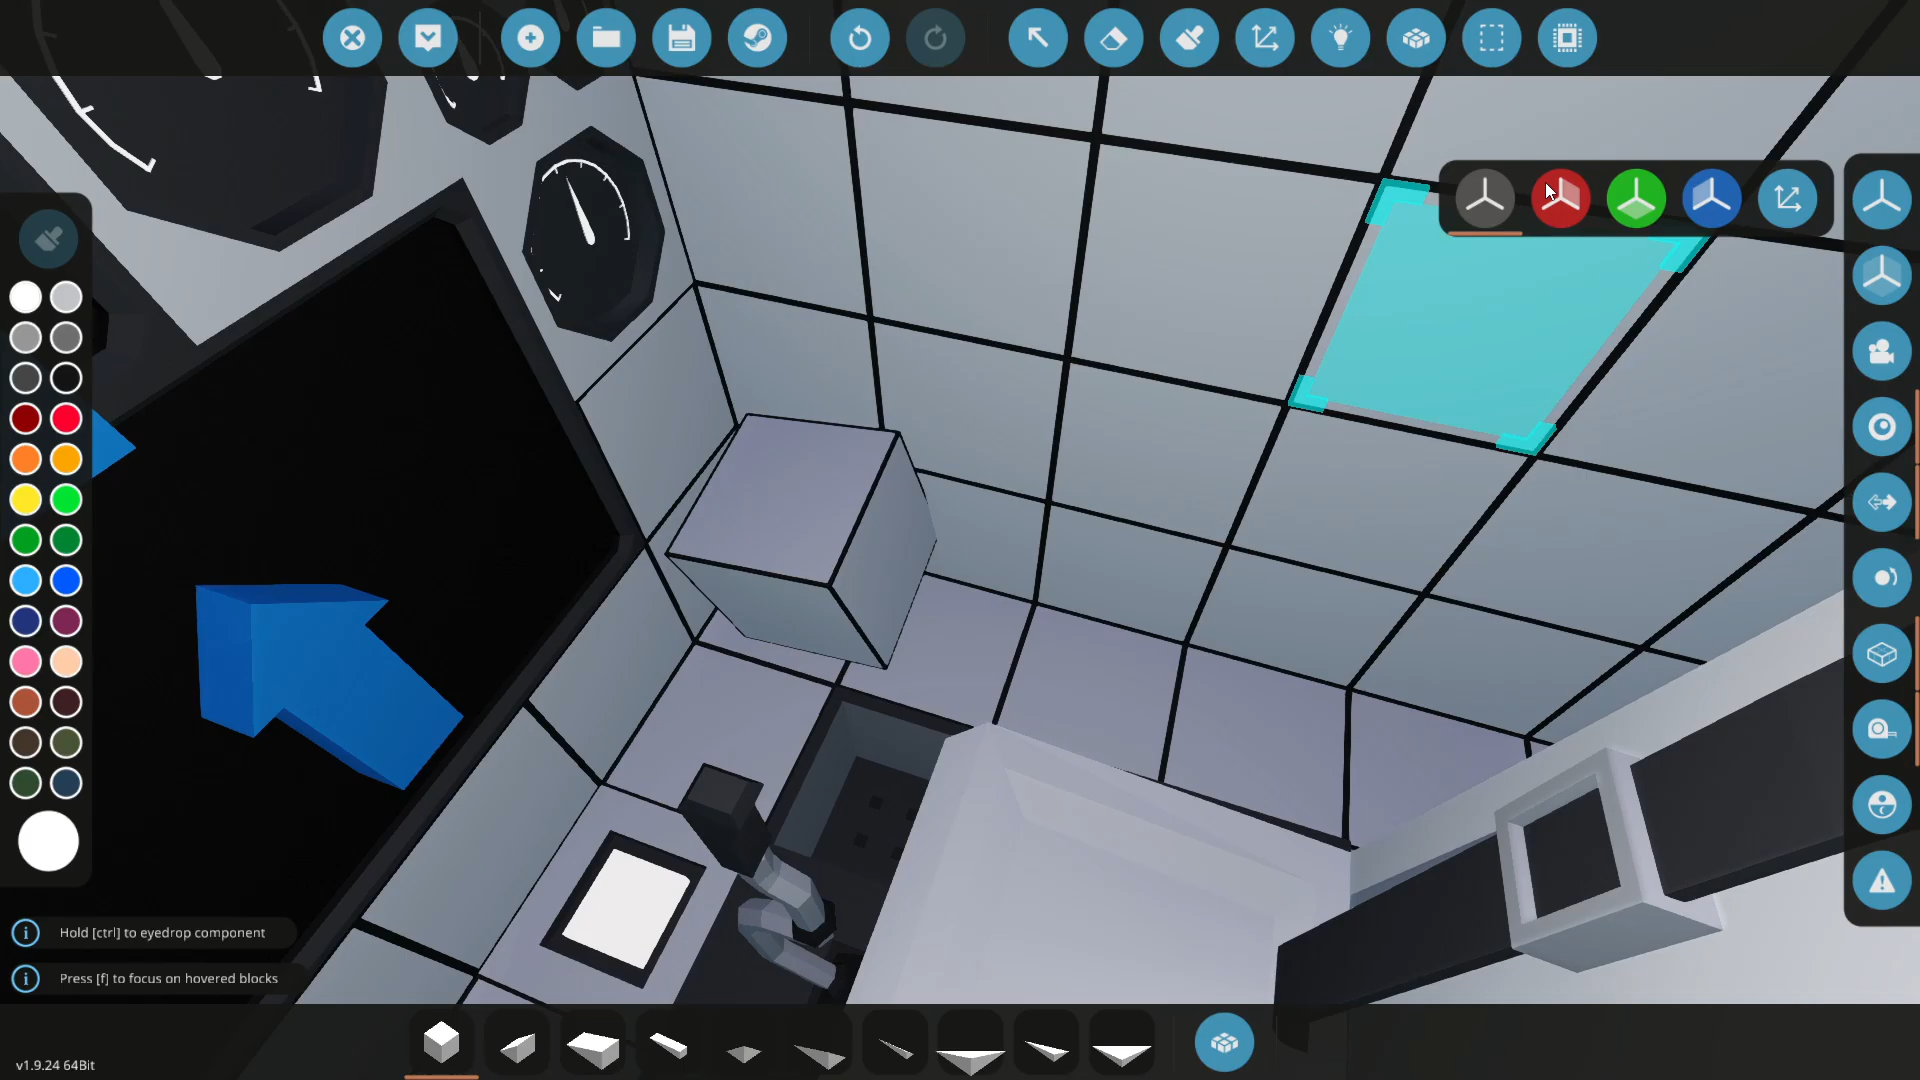 Hold [ctrl] to eyedrop component
Press [f] to focus on hovered blocks
v1.9.24 64Bit